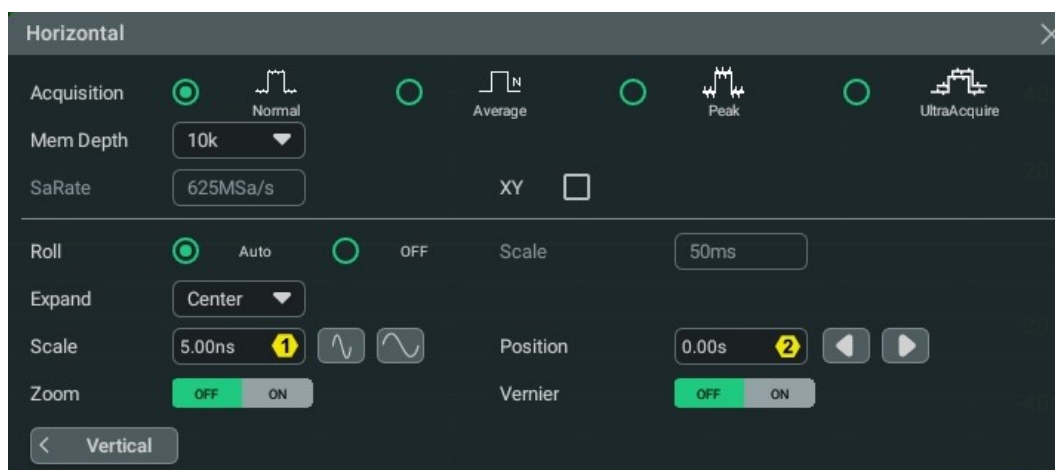 Horizontal
Acquisition Normal N Average Peak UltraAcquire
Mem Depth 10k
SaRate 625MSa/s XY
Roll Auto OFF Scale 50ms
Expand Center
Scale 5.00ns 1 Position 0.00s 2
Zoom OFF ON Vernier OFF ON
Vertical